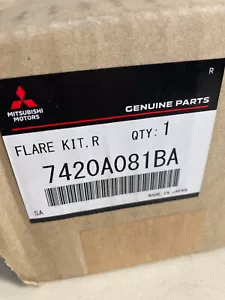 R
MITSUBISHI
MOTORS
GENUINE PARTS
FLARE KIT,R QTY: 1
7420A081BA
SA
MADE IN JAPAN